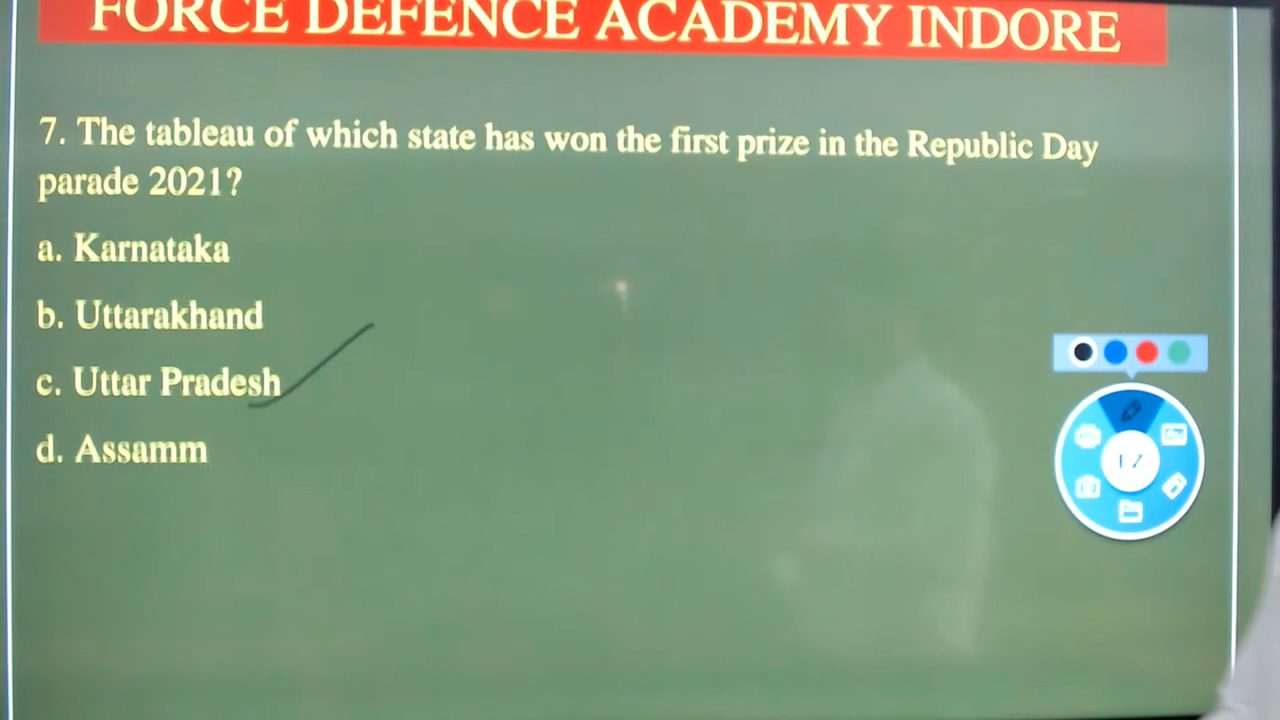 FORCE DEFENCE ACADEMY INDORE
7. The tableau of which state has won the first prize in the Republic Day
parade 2021?
a. Karnataka
b. Uttarakhand
c. Uttar Pradesh
d. Assamm